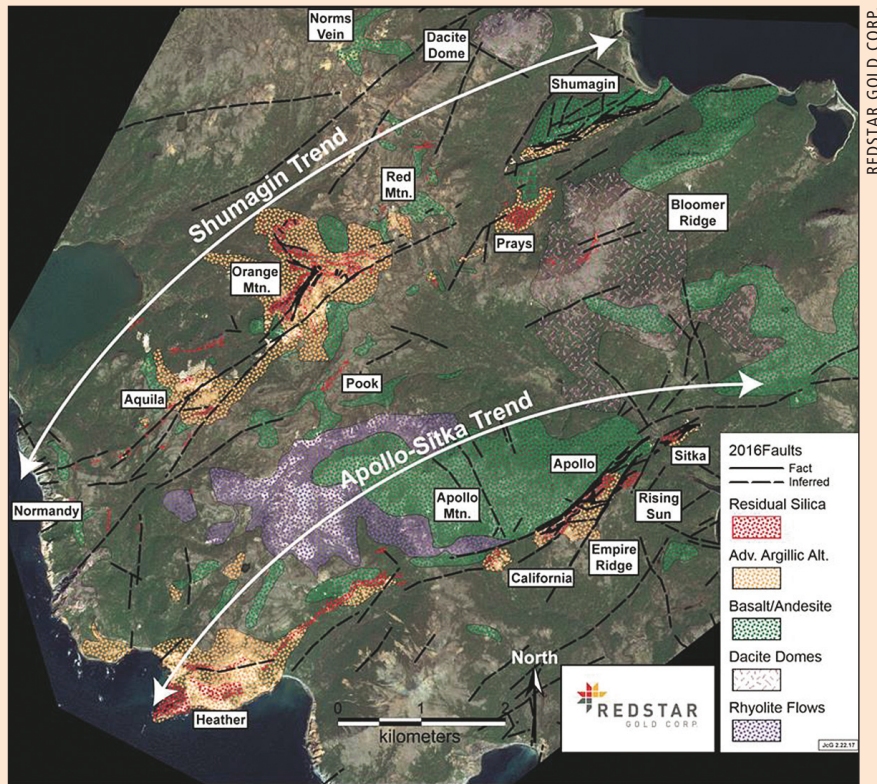 REDSTAR GOLD CORP.
Norms
Vein
Dacite
Dome
Shumagin
Shumagin Trend
Red
Mtn.
Prays
Bloomer
Ridge
Orange
Mtn.
Aquila
Pook
Apollo-Sitka Trend
Normandy
Apollo
Mtn.
Apollo
Sitka
Rising
Sun
Empire
Ridge
California
Heather
North
0 1 2
kilometers
REDSTAR
GOLD CORP.
2016Faults
Fact
Inferred
Residual Silica
Adv. Argillic Alt.
Basalt/Andesite
Dacite Domes
Rhyolite Flows
JcG 2.22.17